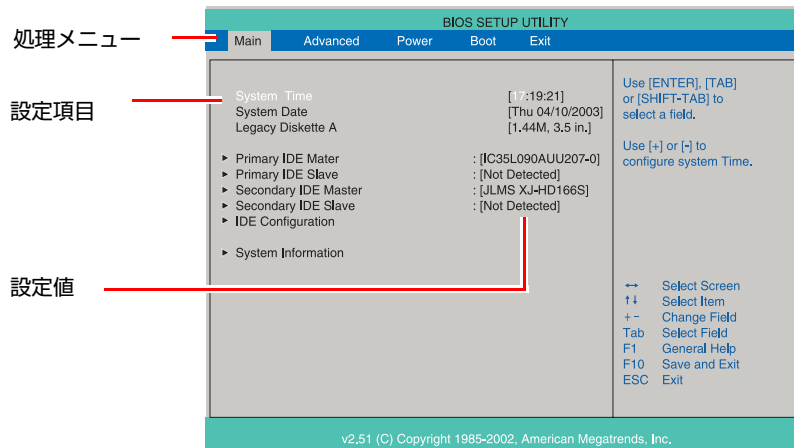 BIOS SETUP UTILITY
処理メニュー
Main Advanced Power Boot Exit
設定項目
System Time [17:19:21]
System Date [Thu 04/10/2003]
Legacy Diskette A [1.44M, 3.5 in.]
▸ Primary IDE Mater : [IC35L090AUU207-0]
▸ Primary IDE Slave : [Not Detected]
▸ Secondary IDE Master : [JLMS XJ-HD166S]
▸ Secondary IDE Slave : [Not Detected]
▸ IDE Configuration
▸ System Information
設定値
Use [ENTER], [TAB]
or [SHIFT-TAB] to
select a field.
Use [+] or [-] to
configure system Time.
↔ Select Screen
↑↓ Select Item
+- Change Field
Tab Select Field
F1 General Help
F10 Save and Exit
ESC Exit
v2.51 (C) Copyright 1985-2002, American Megatrends, Inc.